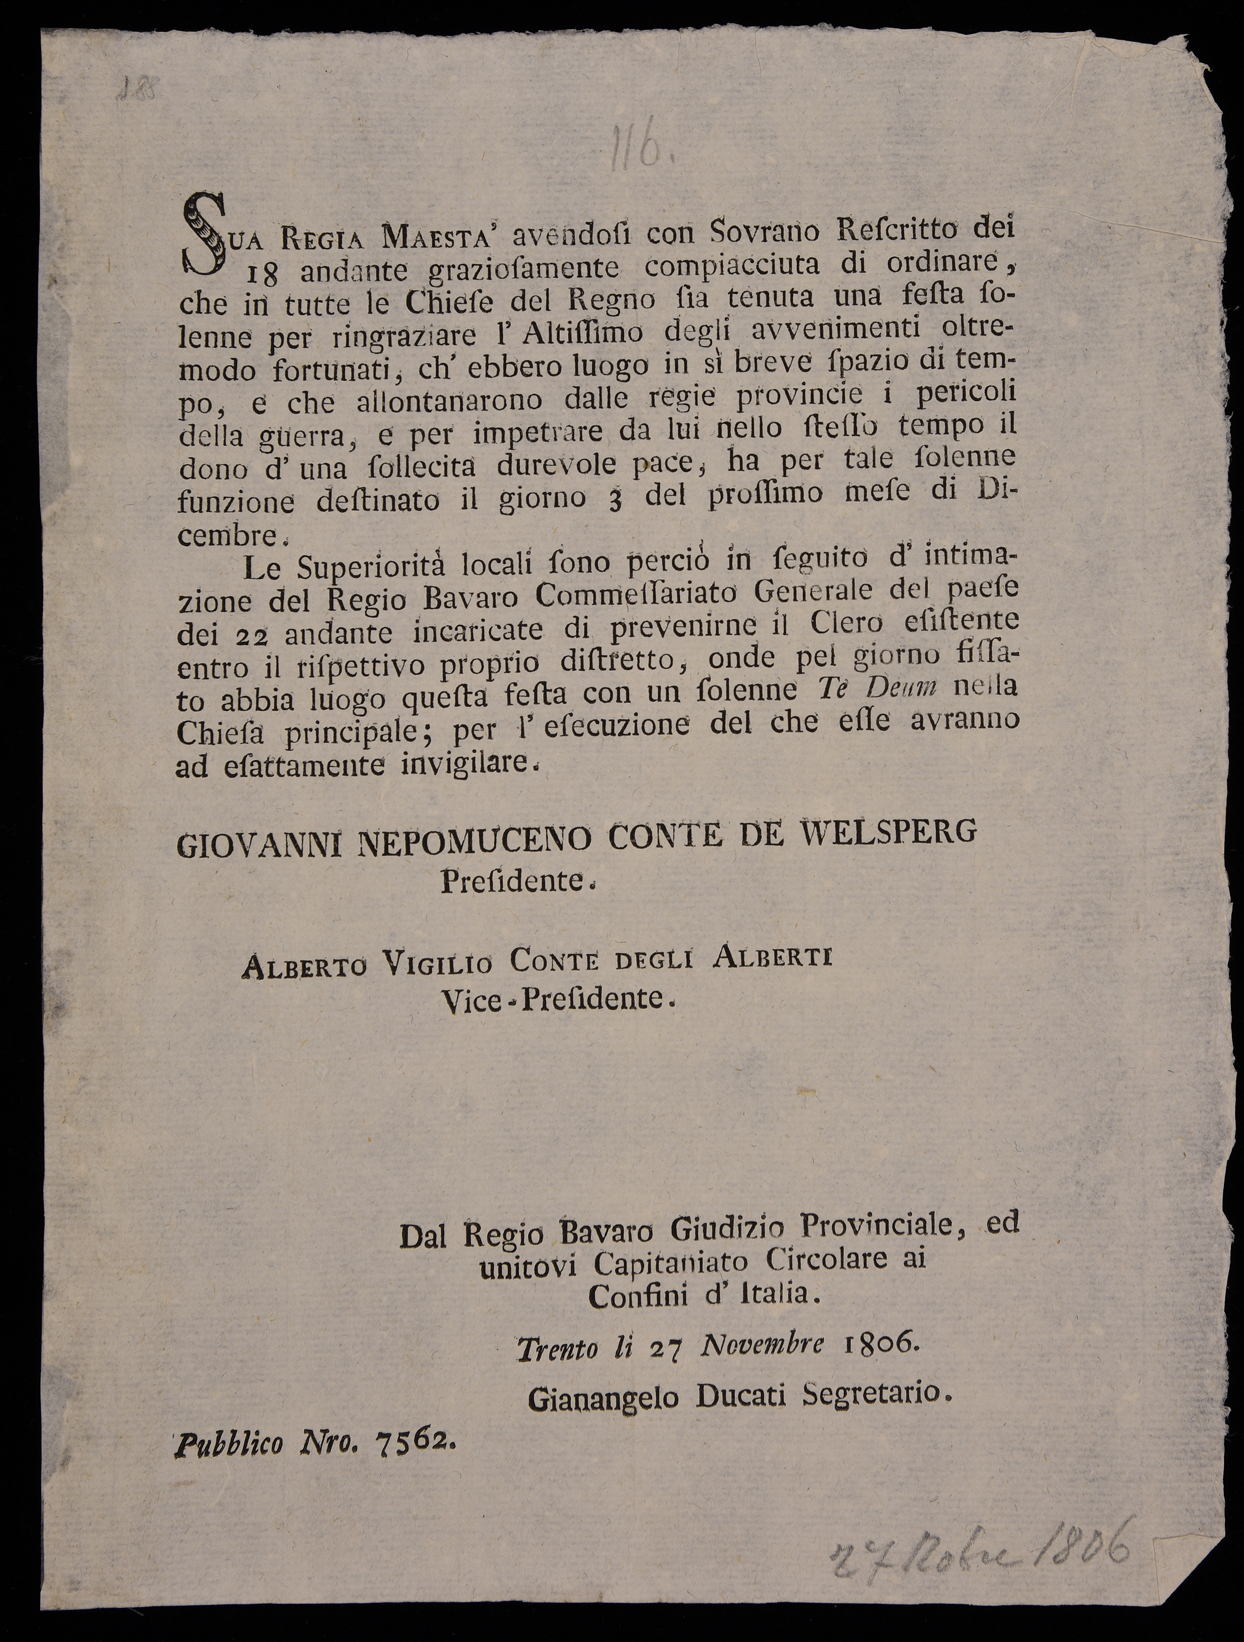 188
116.
SUA REGIA MAESTA' avendoſi con Sovrano Reſcritto dei
18 andante grazioſamente compiacciuta di ordinare,
che in tutte le Chieſe del Regno ſia tenuta una feſta ſo-
lenne per ringraziare l' Altiſſimo degli avvenimenti oltre-
modo fortunati, ch' ebbero luogo in sì breve ſpazio di tem-
po, e che allontanarono dalle regie provincie i pericoli
della guerra, e per impetrare da lui nello ſteſſo tempo il
dono d' una ſollecita durevole pace, ha per tale ſolenne
funzione deſtinato il giorno 3 del proſſimo meſe di Di-
cembre.
Le Superiorità locali ſono perciò in ſeguito d' intima-
zione del Regio Bavaro Commeſſariato Generale del paeſe
dei 22 andante incaricate di prevenirne il Clero eſiſtente
entro il riſpettivo proprio diſtretto, onde pel giorno fiſſa-
to abbia luogo queſta feſta con un ſolenne Te Deum nella
Chieſa principale; per l' eſecuzione del che eſſe avranno
ad eſattamente invigilare.
GIOVANNI NEPOMUCENO CONTE DE WELSPERG
Preſidente.
ALBERTO VIGILIO CONTE DEGLI ALBERTI
Vice-Preſidente.
Dal Regio Bavaro Giudizio Provinciale, ed
unitovi Capitaniato Circolare ai
Confini d' Italia.
Trento li 27 Novembre 1806.
Gianangelo Ducati Segretario.
Pubblico Nro. 7562.
27 Nobre 1806